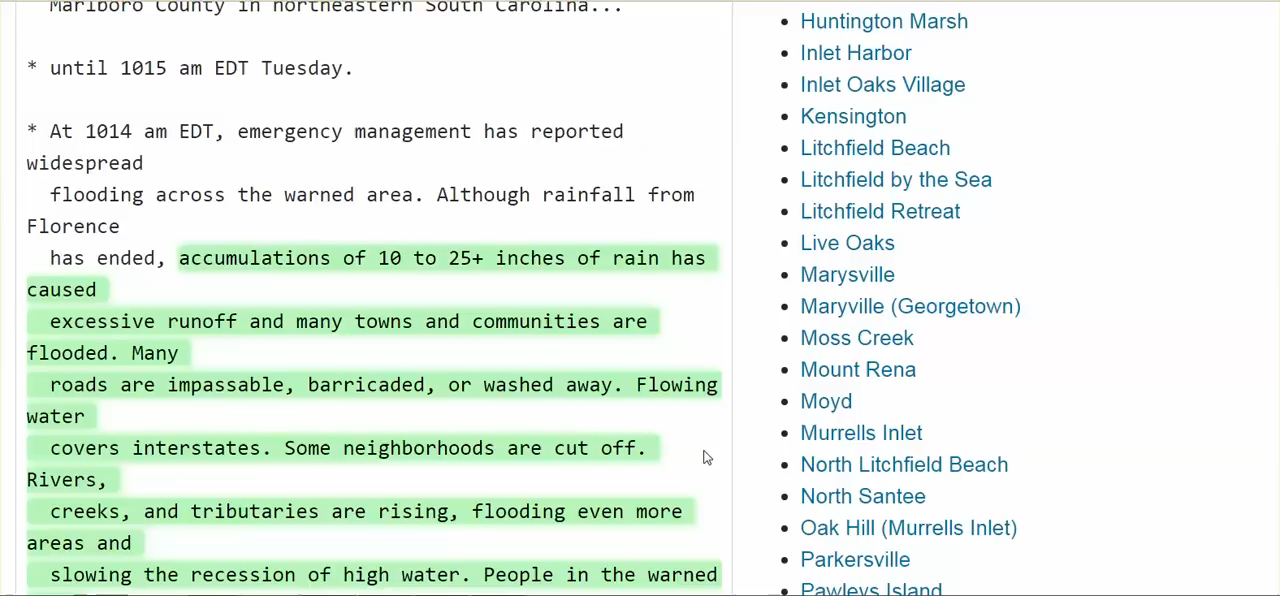 Marlboro County in northeastern South Carolina...
* until 1015 am EDT Tuesday.
* At 1014 am EDT, emergency management has reported
widespread
flooding across the warned area. Although rainfall from
Florence
has ended, accumulations of 10 to 25+ inches of rain has
caused
excessive runoff and many towns and communities are
flooded. Many
roads are impassable, barricaded, or washed away. Flowing
water
covers interstates. Some neighborhoods are cut off.
Rivers,
creeks, and tributaries are rising, flooding even more
areas and
slowing the recession of high water. People in the warned
Huntington Marsh
Inlet Harbor
Inlet Oaks Village
Kensington
Litchfield Beach
Litchfield by the Sea
Litchfield Retreat
Live Oaks
Marysville
Maryville (Georgetown)
Moss Creek
Mount Rena
Moyd
Murrells Inlet
North Litchfield Beach
North Santee
Oak Hill (Murrells Inlet)
Parkersville
Pawleys Island